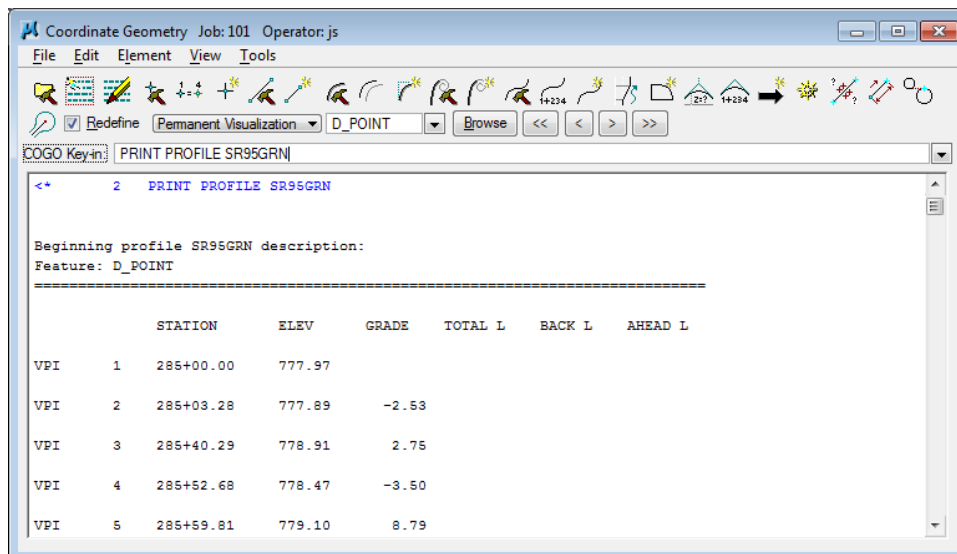 Coordinate Geometry Job: 101 Operator: js
File Edit Element View Tools
Redefine Permanent Visualization D_POINT Browse << < > >>
COGO Key-in: PRINT PROFILE SR95GRN
<* 2 PRINT PROFILE SR95GRN
Beginning profile SR95GRN description:
Feature: D_POINT
==============================================================================
STATION ELEV GRADE TOTAL L BACK L AHEAD L
VPI 1 285+00.00 777.97
VPI 2 285+03.28 777.89 -2.53
VPI 3 285+40.29 778.91 2.75
VPI 4 285+52.68 778.47 -3.50
VPI 5 285+59.81 779.10 8.79